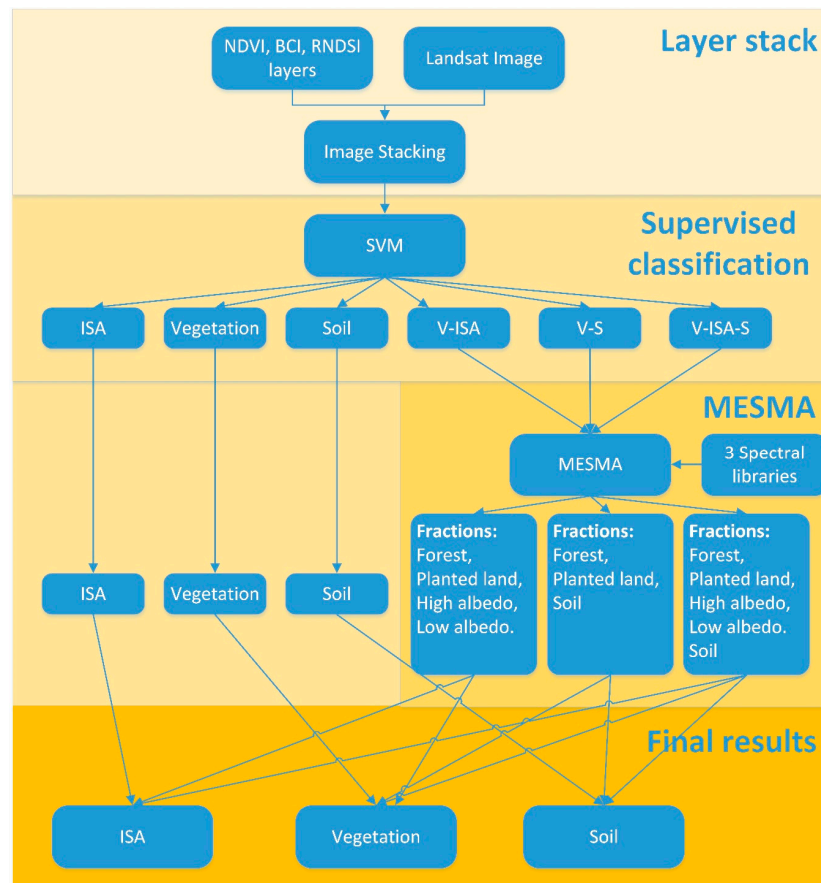 Layer stack
NDVI, BCI, RNDSI
layers
Landsat Image
Image Stacking
Supervised
classification
SVM
ISA
Vegetation
Soil
V-ISA
V-S
V-ISA-S
MESMA
MESMA
3 Spectral
libraries
Fractions:
Forest,
Planted land,
High albedo,
Low albedo.
Fractions:
Forest,
Planted land,
Soil
Fractions:
Forest,
Planted land,
High albedo,
Low albedo.
Soil
ISA
Vegetation
Soil
Final results
ISA
Vegetation
Soil